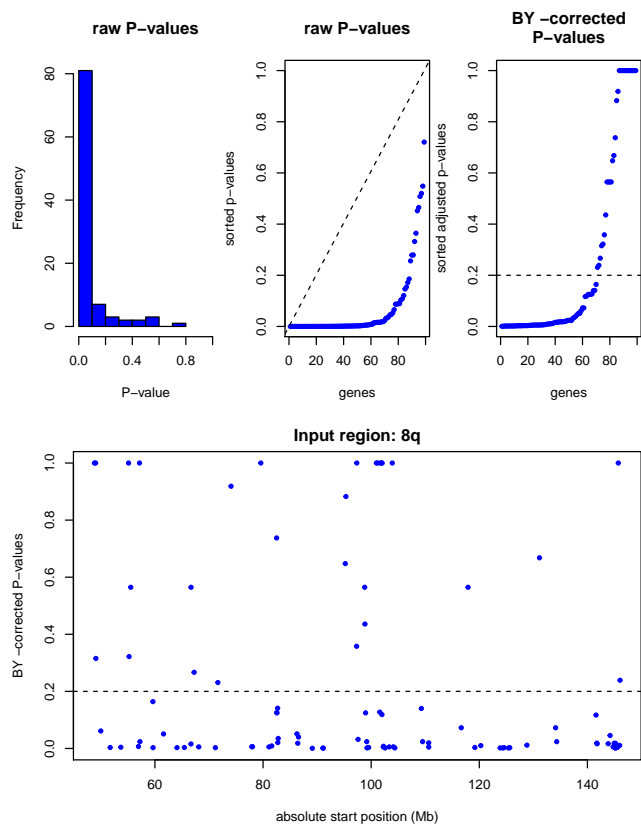 raw P−values
Frequency
0 20 40 60 80
0.0 0.4 0.8
P−value
raw P−values
sorted p−values
0.0 0.2 0.4 0.6 0.8 1.0
0 20 40 60 80
genes
BY −corrected
P−values
sorted adjusted p−values
0.0 0.2 0.4 0.6 0.8 1.0
0 20 40 60 80
genes
Input region: 8q
BY −corrected P−values
0.0 0.2 0.4 0.6 0.8 1.0
60 80 100 120 140
absolute start position (Mb)